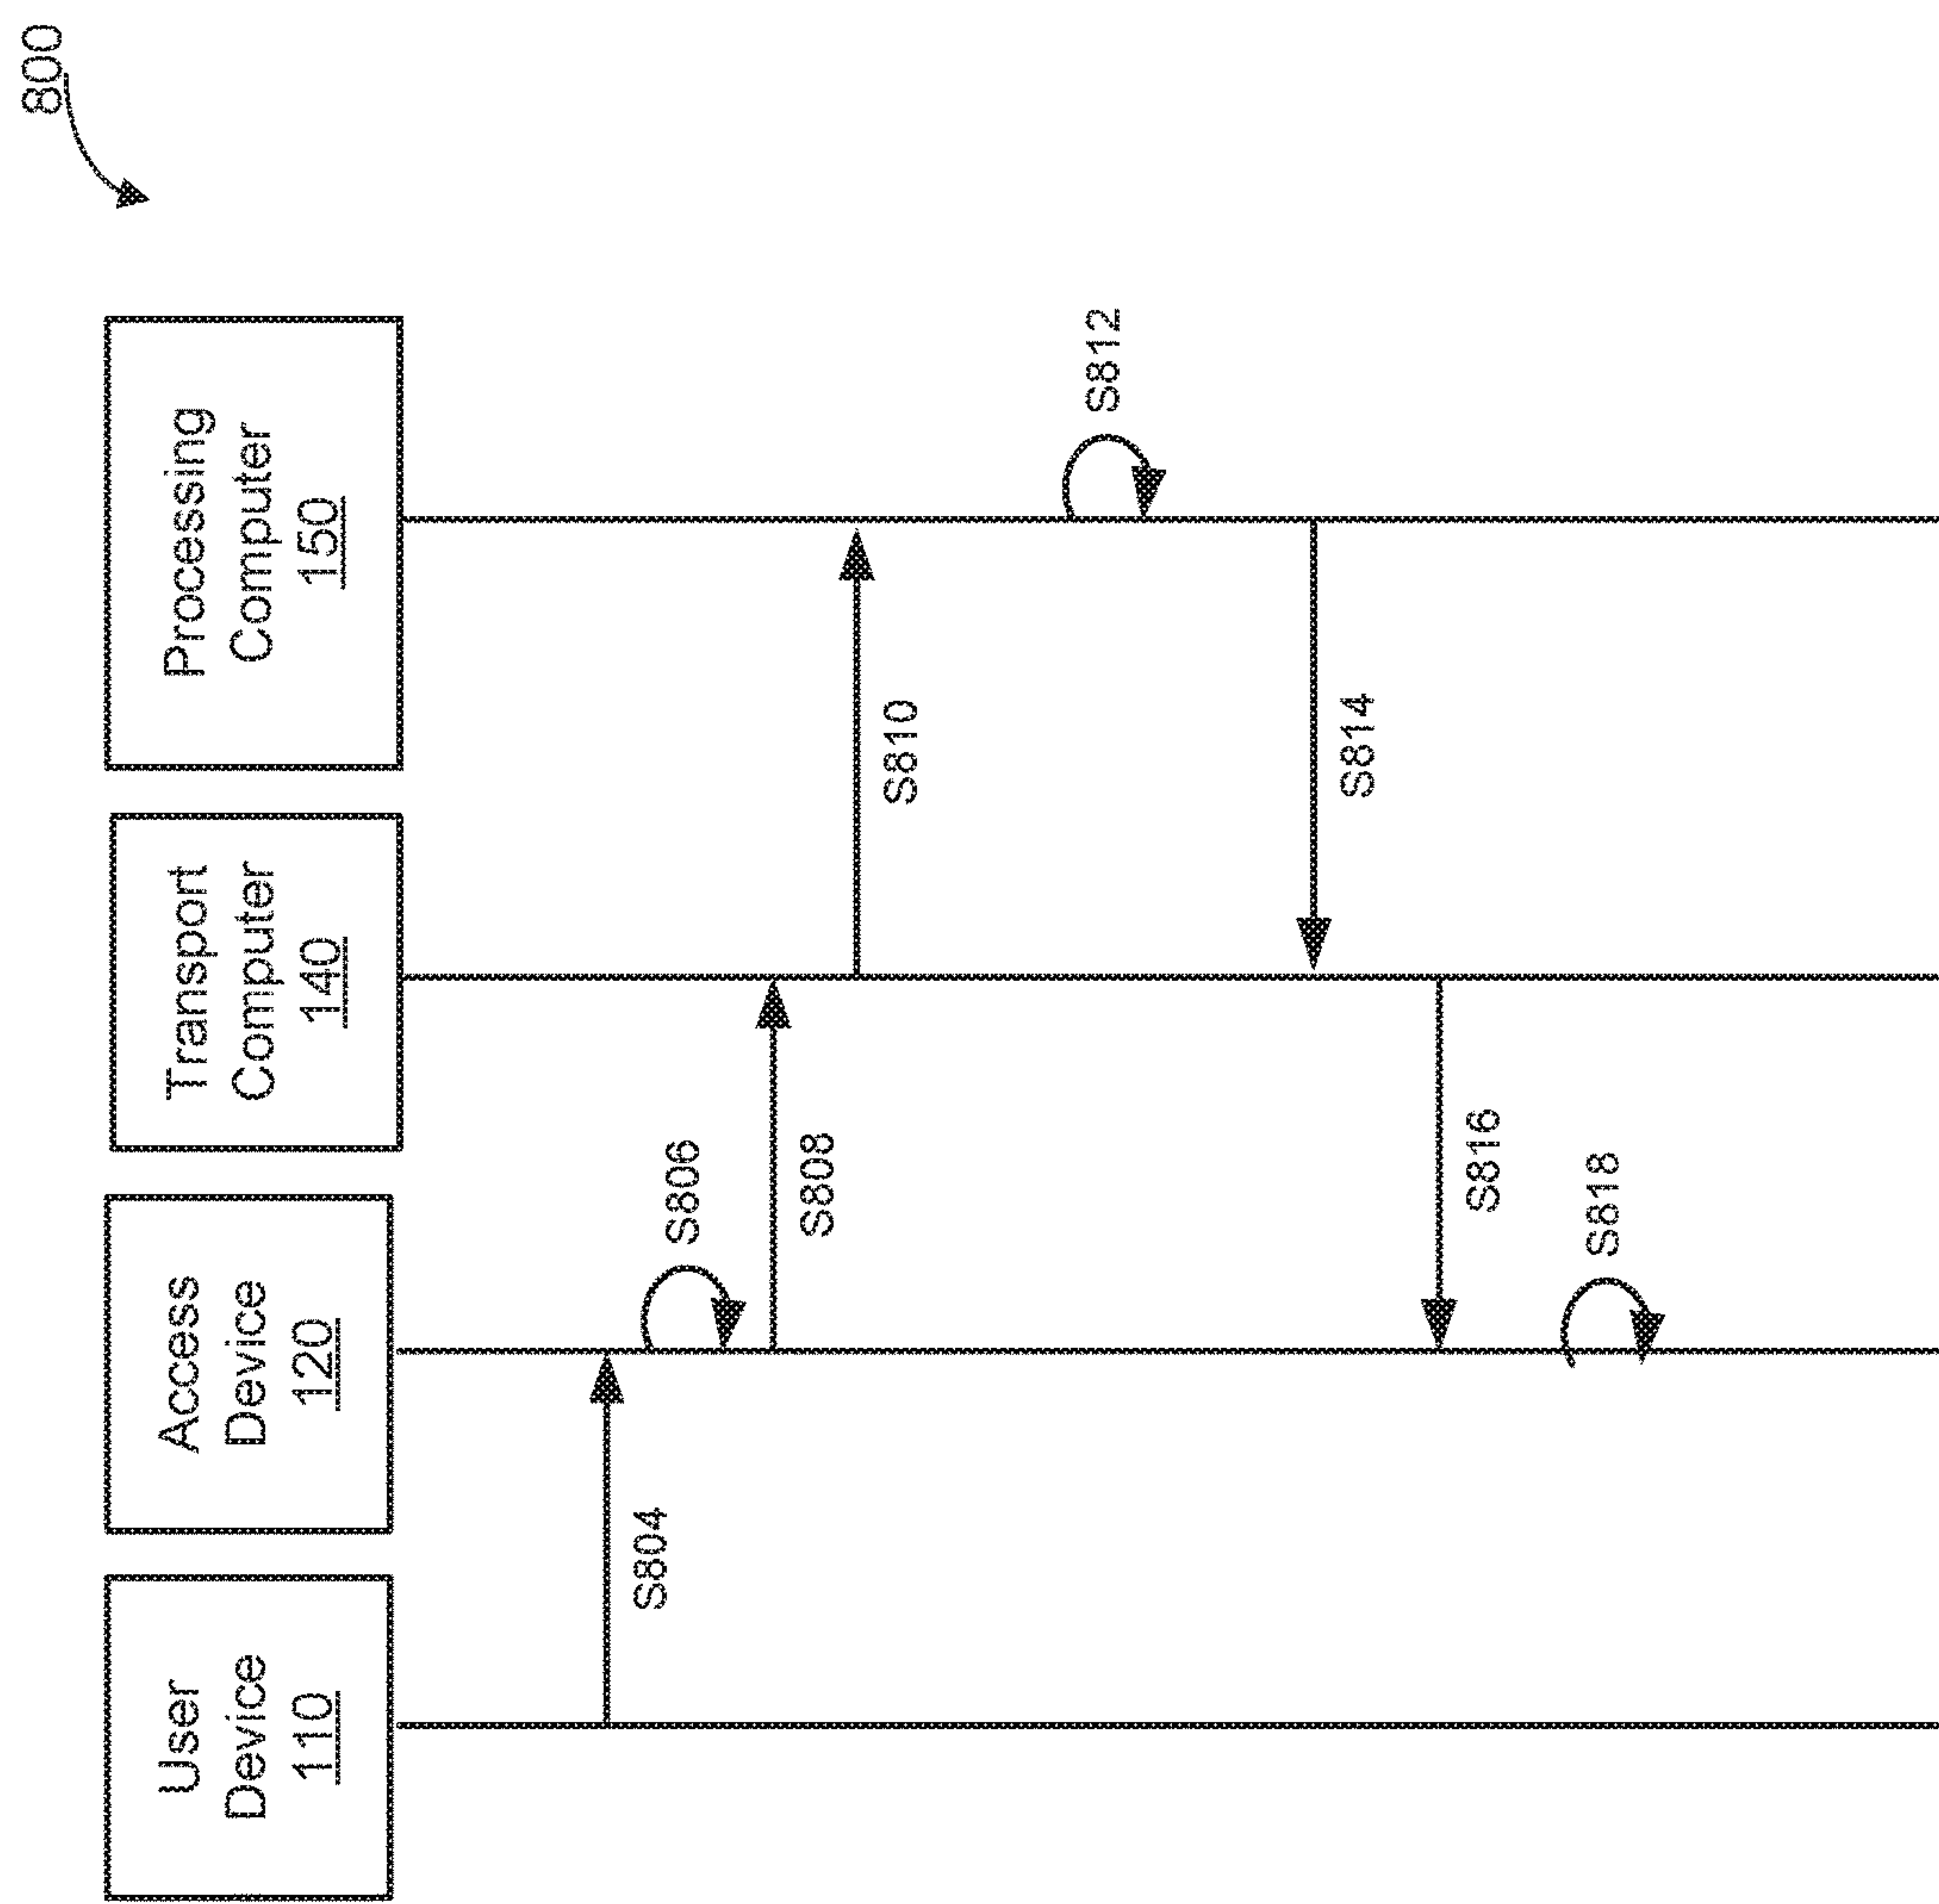 800
User
Device
110
Access
Device
120
Transport
Computer
140
Processing
Computer
150
S804
S806
S808
S810
S812
S814
S816
S818